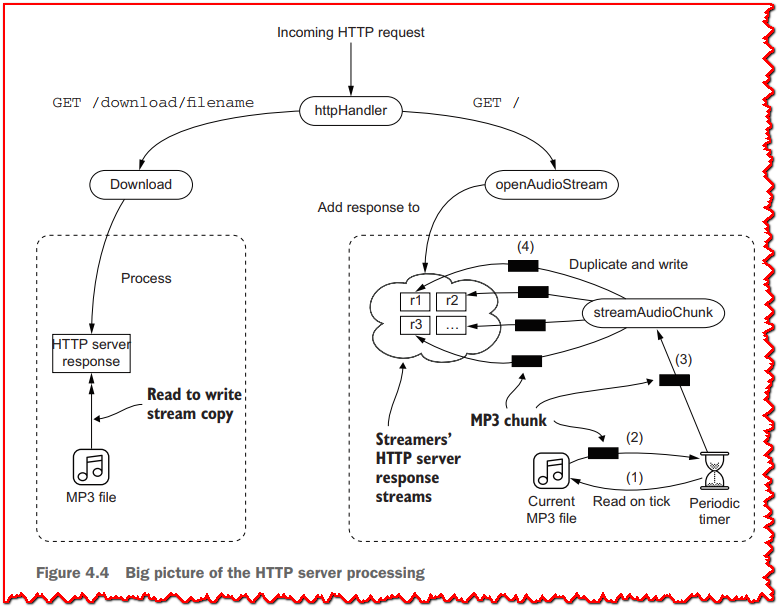 Incoming HTTP request
GET /download/filename
httpHandler
GET /
Download
openAudioStream
Add response to
Process
HTTP server
response
Read to write
stream copy
MP3 file
(4)
Duplicate and write
r1
r2
r3
...
streamAudioChunk
(3)
MP3 chunk
Streamers'
HTTP server
response
streams
(2)
(1)
Current
MP3 file
Read on tick
Periodic
timer
Figure 4.4 Big picture of the HTTP server processing